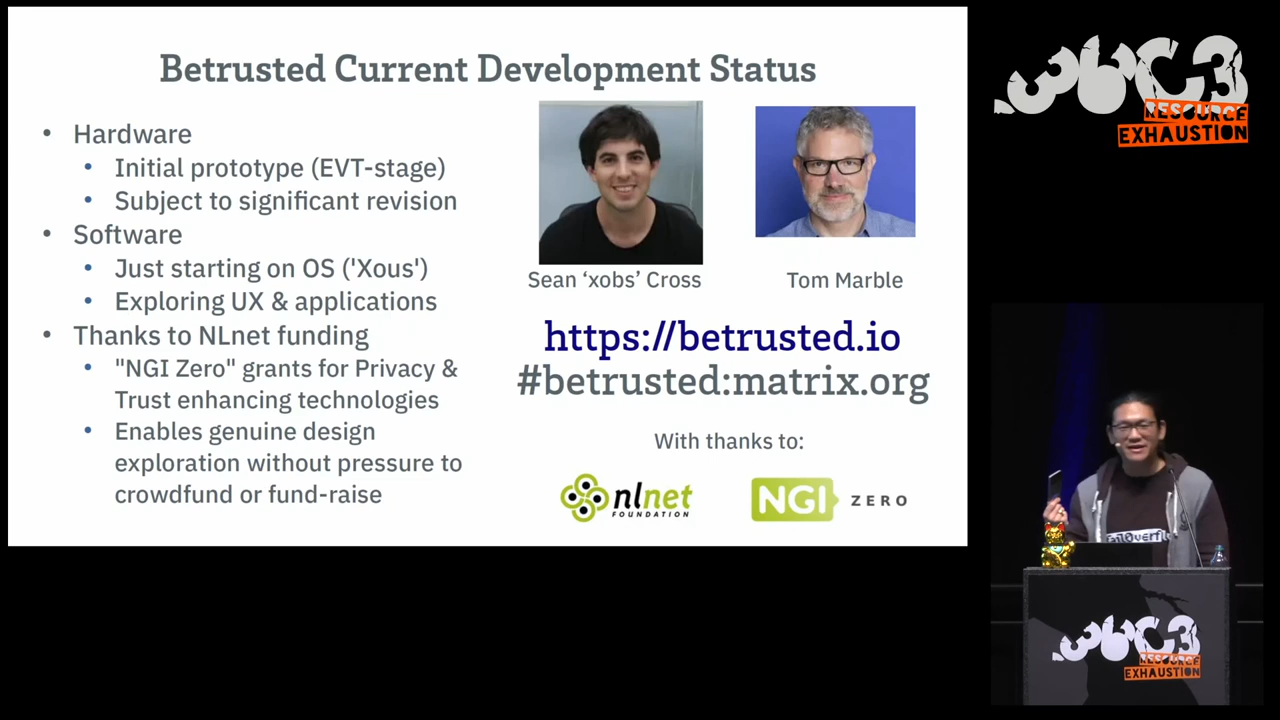 Betrusted Current Development Status
• Hardware
• Initial prototype (EVT-stage)
• Subject to significant revision
• Software
• Just starting on OS ('Xous')
• Exploring UX & applications
• Thanks to NLnet funding
• "NGI Zero" grants for Privacy &
Trust enhancing technologies
• Enables genuine design
exploration without pressure to
crowdfund or fund-raise
Sean ‘xobs’ Cross
Tom Marble
https://betrusted.io
#betrusted:matrix.org
With thanks to:
nlnet
FOUNDATION
NGI ZERO
36C3
RESOURCE
EXHAUSTION
36C3
RESOURCE
EXHAUSTION